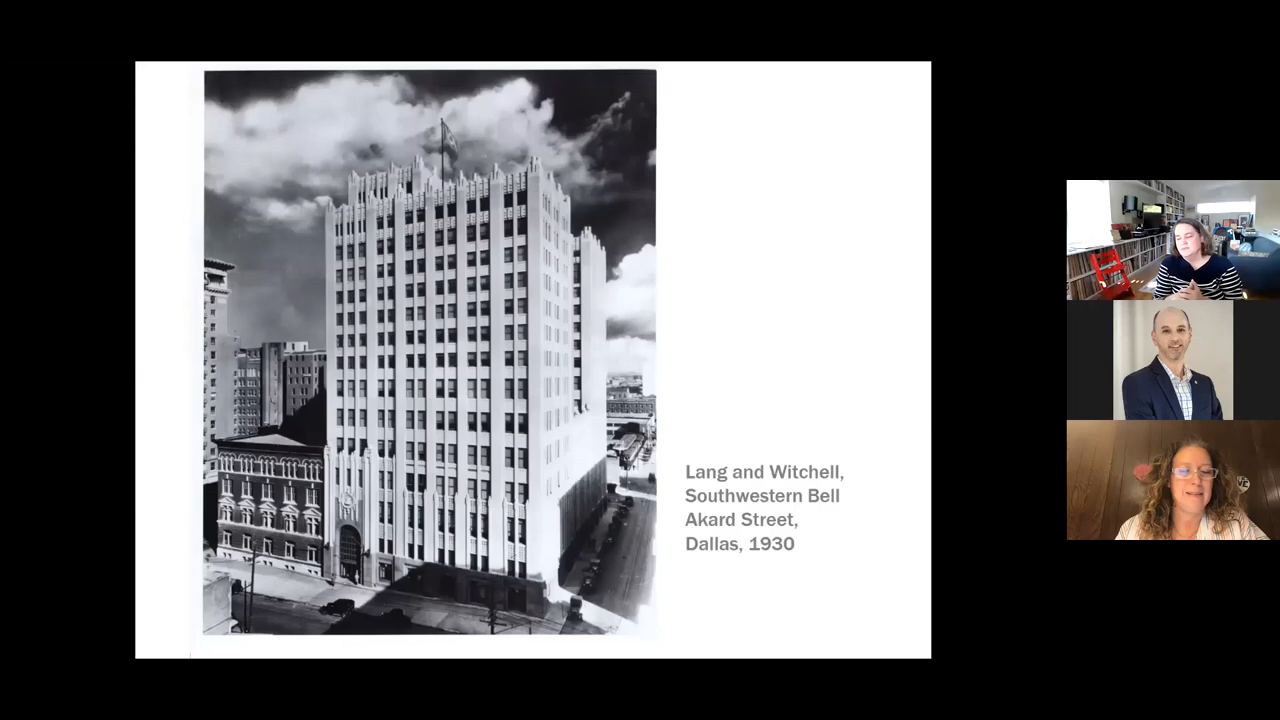 Lang and Witchell,
Southwestern Bell
Akard Street,
Dallas, 1930